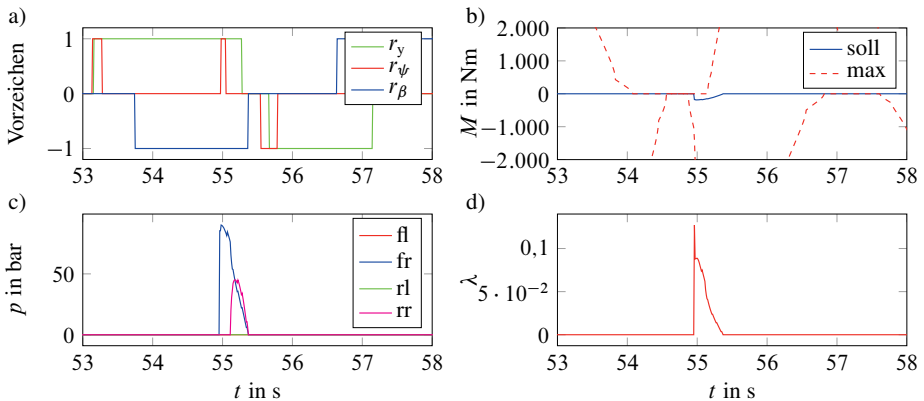 a)
Vorzeichen
1
0
−1
r_y
r_ψ
r_β
53 54 55 56 57 58
b)
M in Nm
2.000
1.000
0
−1.000
−2.000
soll
max
53 54 55 56 57 58
c)
p in bar
50
0
fl
fr
rl
rr
53 54 55 56 57 58
t in s
d)
λ
0,1
5 · 10^−2
0
53 54 55 56 57 58
t in s